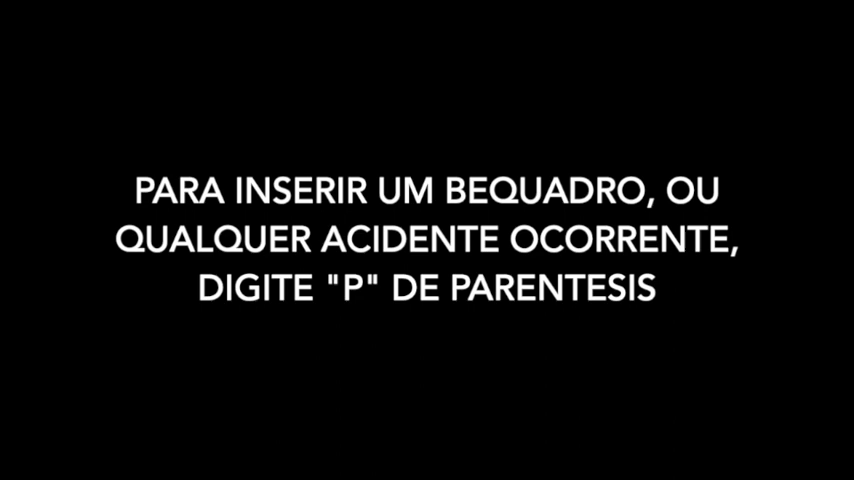 PARA INSERIR UM BEQUADRO, OU
QUALQUER ACIDENTE OCORRENTE,
DIGITE "P" DE PARENTESIS